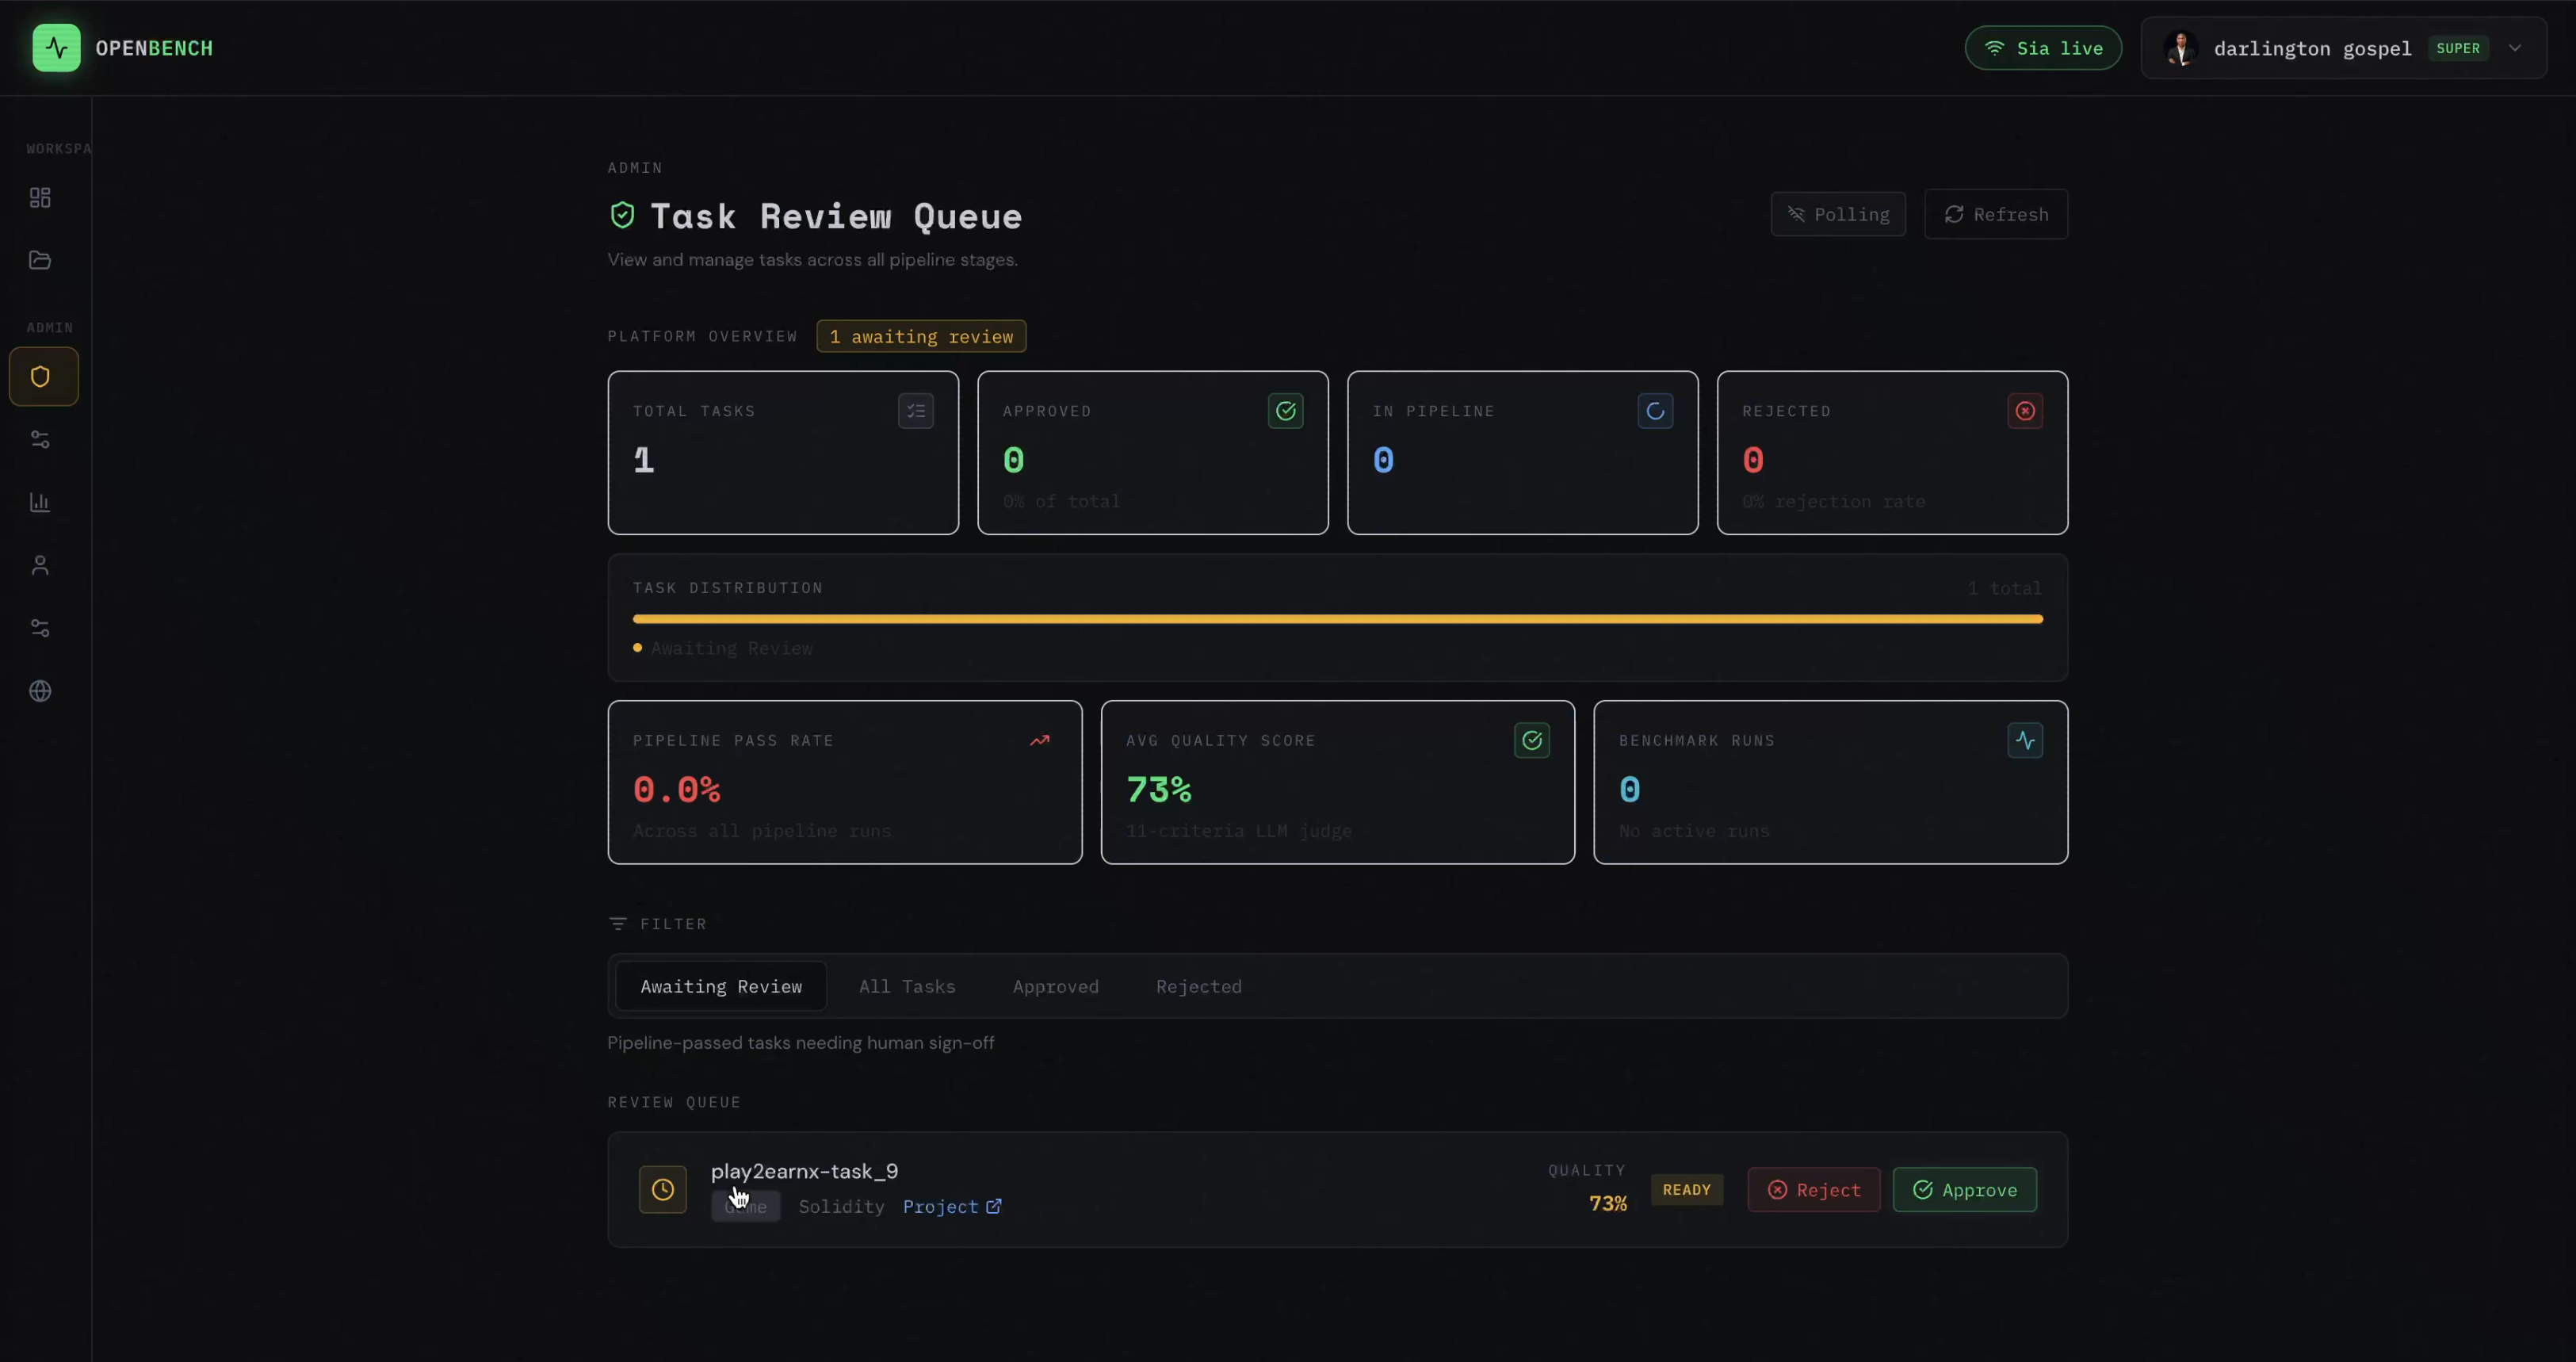 OPENBENCH
Sia live
darlington gospel SUPER
WORKSPA
ADMIN
ADMIN
Task Review Queue
Polling
Refresh
View and manage tasks across all pipeline stages.
PLATFORM OVERVIEW 1 awaiting review
TOTAL TASKS
1
APPROVED
0
0% of total
IN PIPELINE
0
REJECTED
0
0% rejection rate
TASK DISTRIBUTION 1 total
Awaiting Review
PIPELINE PASS RATE
0.0%
Across all pipeline runs
AVG QUALITY SCORE
73%
11-criteria LLM judge
BENCHMARK RUNS
0
No active runs
FILTER
Awaiting Review All Tasks Approved Rejected
Pipeline-passed tasks needing human sign-off
REVIEW QUEUE
play2earnx-task_9
Game Solidity Project
QUALITY
73%
READY
Reject
Approve